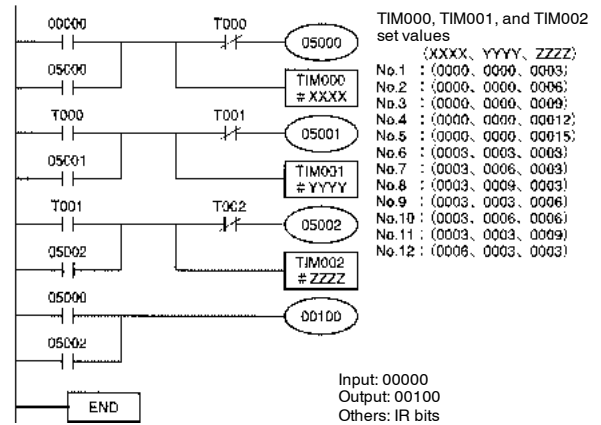 00000
T000
05000
05000
TIM000
# XXXX
T000
T001
05001
05001
TIM001
# YYYY
T001
T002
05002
05002
TIM002
# ZZZZ
05000
00100
05002
END
TIM000, TIM001, and TIM002
set values
(XXXX、YYYY、ZZZZ)
No.1 : (0000、0000、0003)
No.2 : (0000、0000、0006)
No.3 : (0000、0000、0009)
No.4 : (0000、0000、00012)
No.5 : (0000、0000、00015)
No.6 : (0003、0003、0003)
No.7 : (0003、0006、0003)
No.8 : (0003、0009、0003)
No.9 : (0003、0003、0006)
No.10 : (0003、0006、0006)
No.11 : (0003、0003、0009)
No.12 : (0006、0003、0003)
Input: 00000
Output: 00100
Others: IR bits